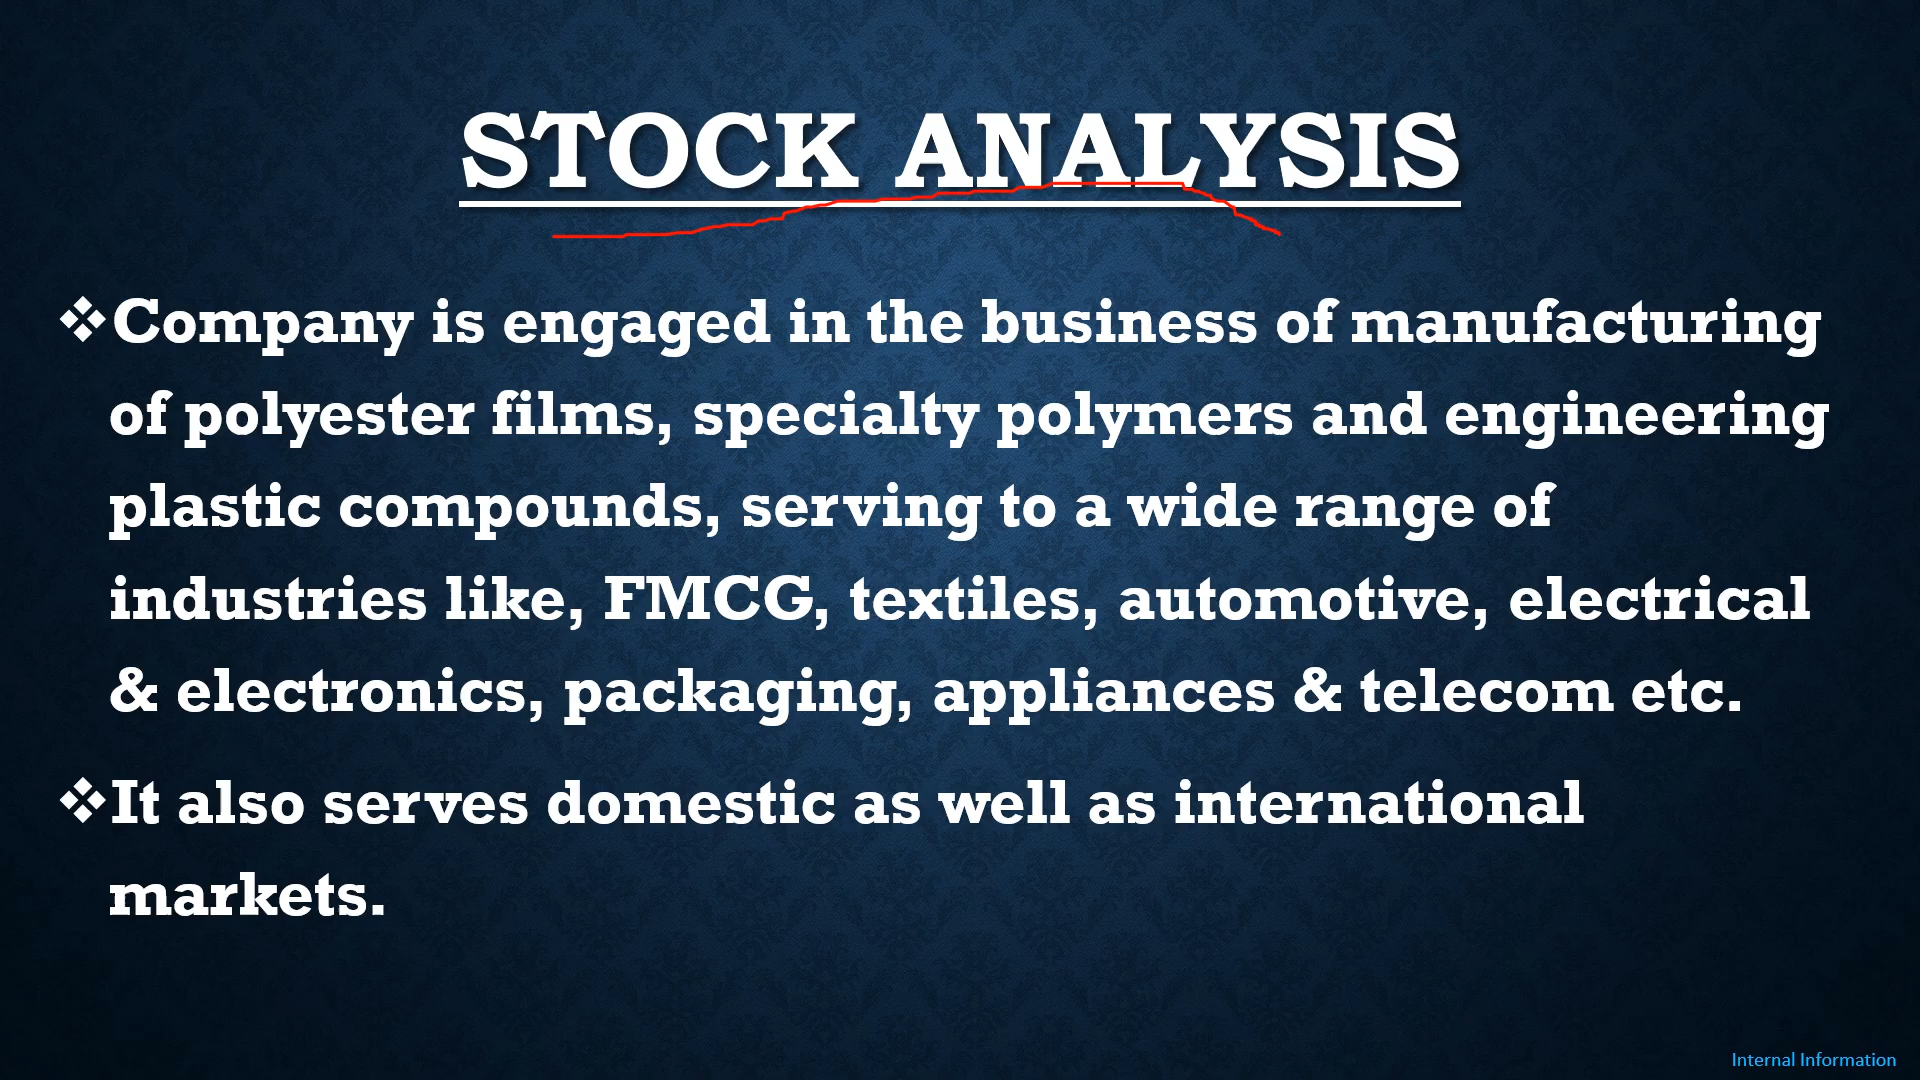 STOCK ANALYSIS
❖Company is engaged in the business of manufacturing
of polyester films, specialty polymers and engineering
plastic compounds, serving to a wide range of
industries like, FMCG, textiles, automotive, electrical
& electronics, packaging, appliances & telecom etc.
❖It also serves domestic as well as international
markets.
Internal Information